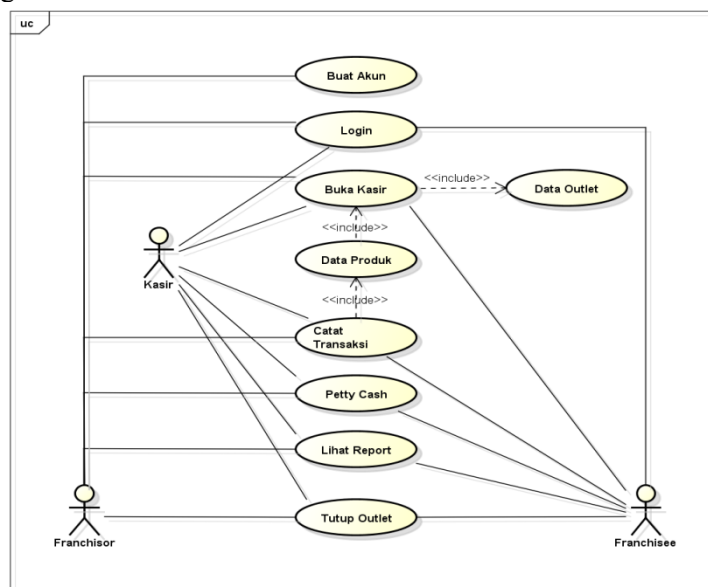 uc
Buat Akun
Login
<<include>>
Buka Kasir
Data Outlet
<<include>>
Data Produk
Kasir
<<include>>
Catat
Transaksi
Petty Cash
Lihat Report
Tutup Outlet
Franchisor
Franchisee